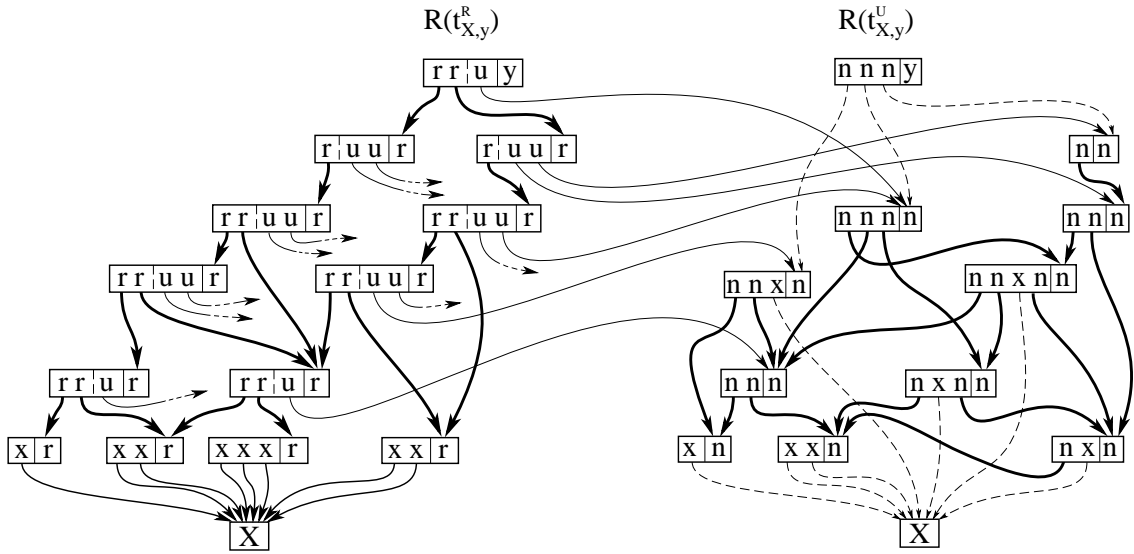 R(t^R_{X,y}) R(t^U_{X,y})
r r u y n n n y
r u u r r u u r n n
r r u u r r r u u r n n n n n n n
r r u u r r r u u r n n x n n n x n n
r r u r r r u r n n n n x n n
x r x x r x x x r x x r x n x x n n x n
X X